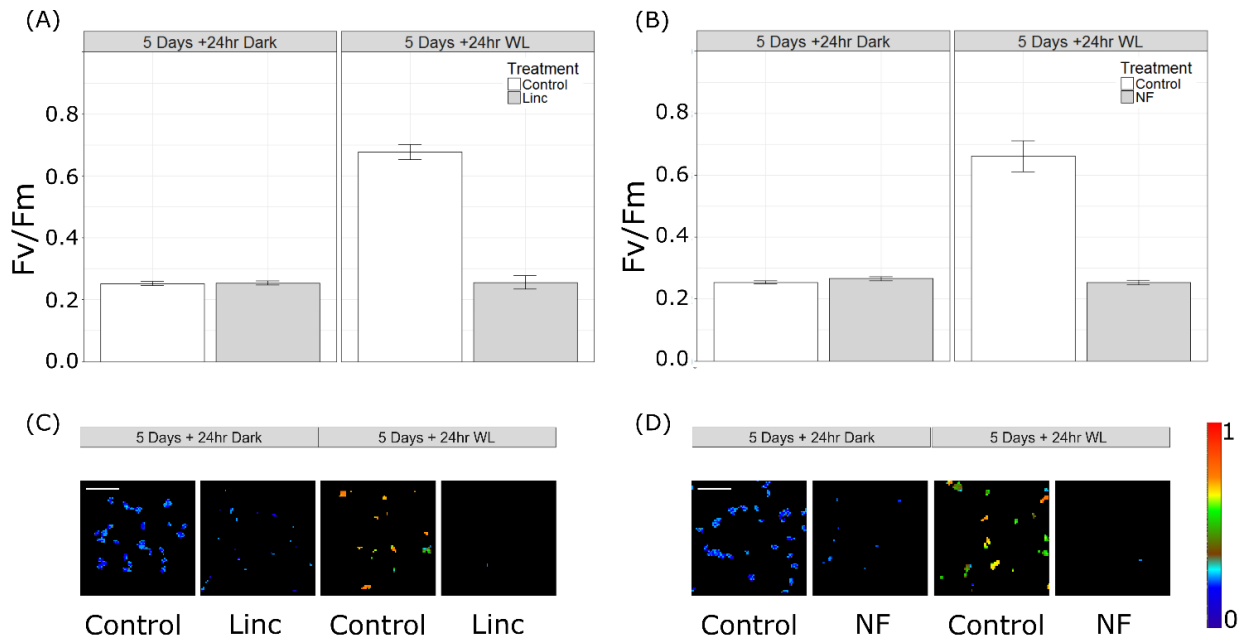 (A)
5 Days +24hr Dark
5 Days +24hr WL
Treatment
Control
Linc
Fv/Fm
0.8
0.6
0.4
0.2
0.0
(B)
5 Days +24hr Dark
5 Days +24hr WL
Treatment
Control
NF
Fv/Fm
0.8
0.6
0.4
0.2
0.0
(C)
5 Days + 24hr Dark
5 Days + 24hr WL
Control
Linc
Control
Linc
(D)
5 Days + 24hr Dark
5 Days + 24hr WL
Control
NF
Control
NF
1
0